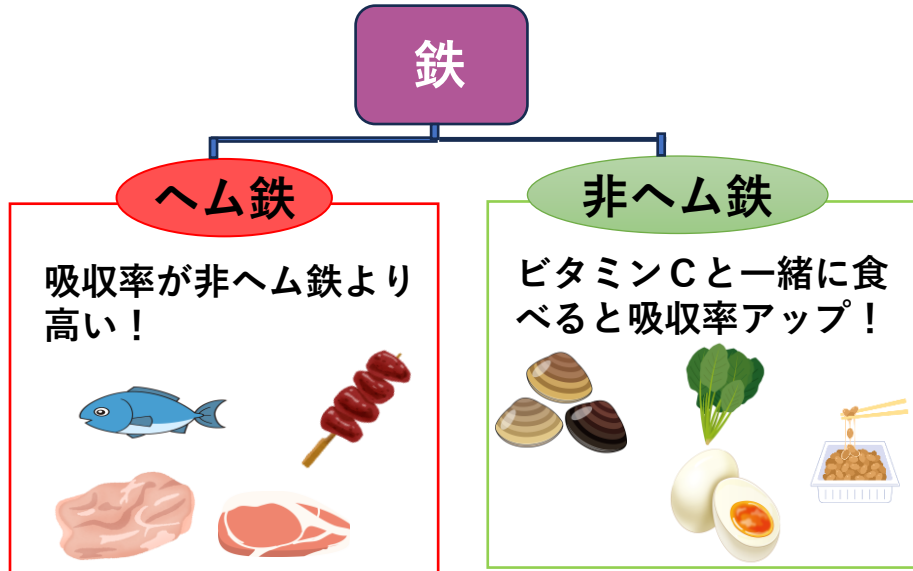 鉄
ヘム鉄
吸収率が非ヘム鉄より
高い！
非ヘム鉄
ビタミンＣと一緒に食
べると吸収率アップ！